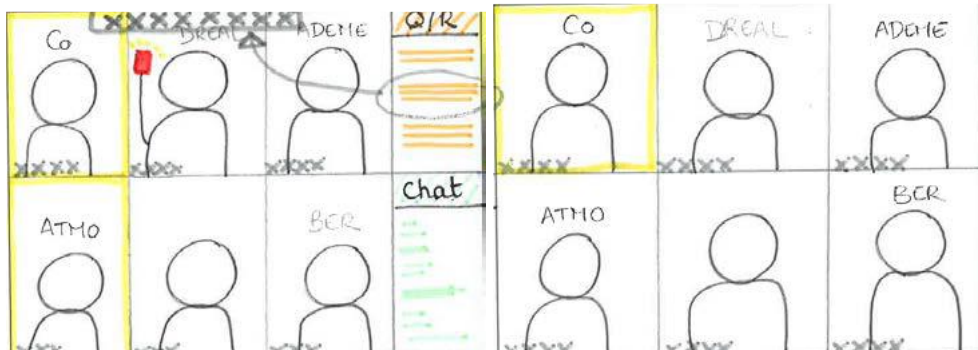 Co
DREAL
ADEME
Q/R
ATMO
BER
Chat
Co
DREAL
ADEME
ATMO
BER